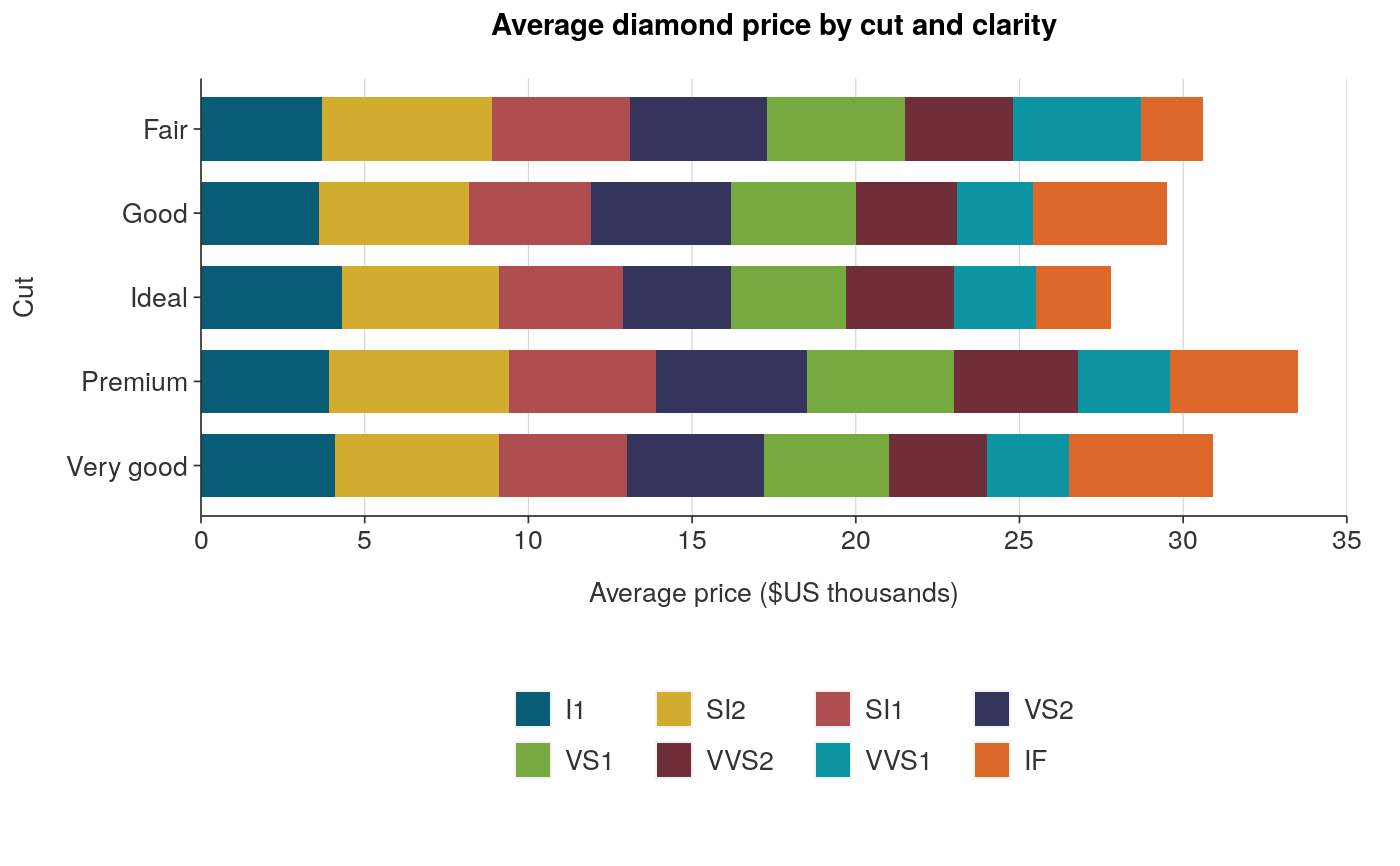 Average diamond price by cut and clarity
Cut
Fair
Good
Ideal
Premium
Very good
0 5 10 15 20 25 30 35
Average price ($US thousands)
I1 SI2 SI1 VS2
VS1 VVS2 VVS1 IF